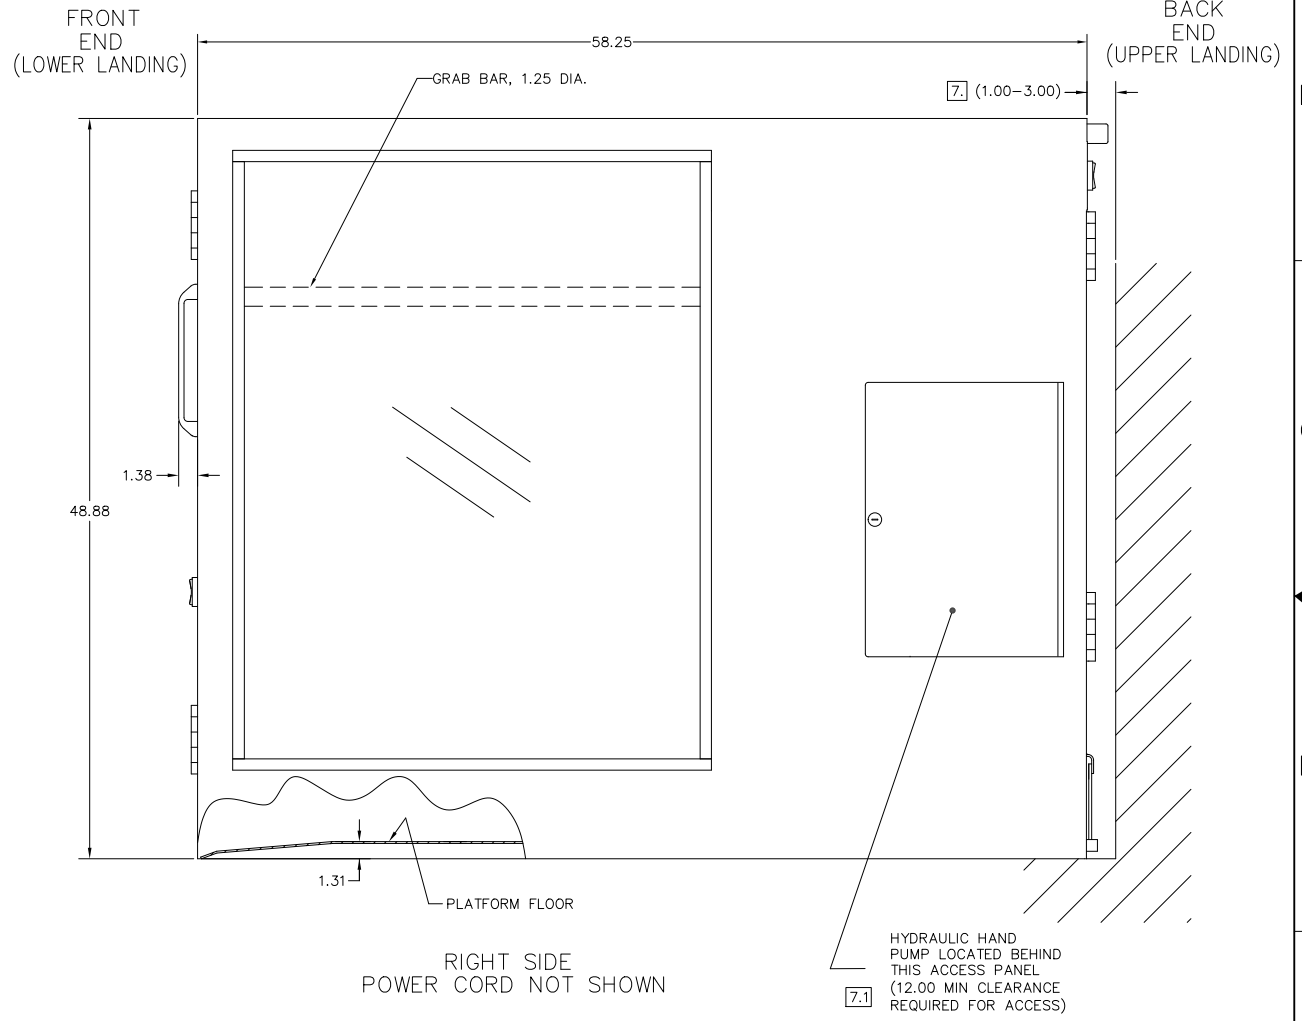 FRONT
END
(LOWER LANDING)
BACK
END
(UPPER LANDING)
58.25
GRAB BAR, 1.25 DIA.
7. (1.00-3.00)
1.38
48.88
1.31
PLATFORM FLOOR
RIGHT SIDE
POWER CORD NOT SHOWN
HYDRAULIC HAND
PUMP LOCATED BEHIND
THIS ACCESS PANEL
7.1 (12.00 MIN CLEARANCE
REQUIRED FOR ACCESS)